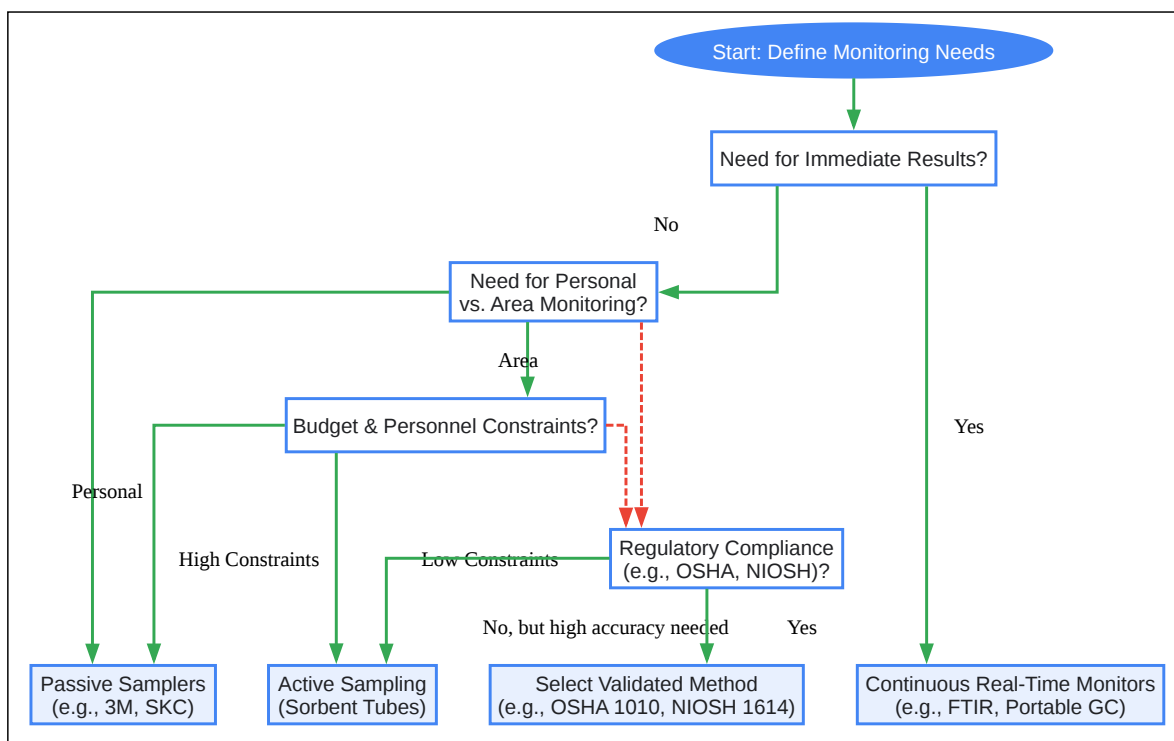 Start: Define Monitoring Needs
Need for Immediate Results?
No
Need for Personal
vs. Area Monitoring?
Area
Budget & Personnel Constraints?
Yes
Personal
High Constraints
Low Constraints
Regulatory Compliance
(e.g., OSHA, NIOSH)?
No, but high accuracy needed
Yes
Passive Samplers
(e.g., 3M, SKC)
Active Sampling
(Sorbent Tubes)
Select Validated Method
(e.g., OSHA 1010, NIOSH 1614)
Continuous Real-Time Monitors
(e.g., FTIR, Portable GC)